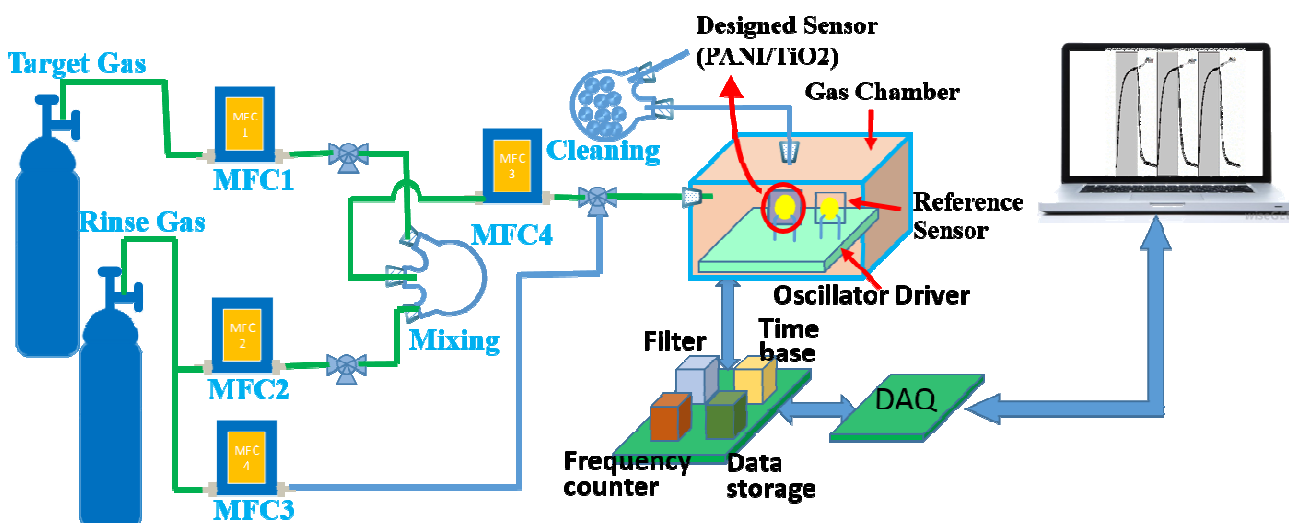 Designed Sensor
(PANI/TiO2)
Target Gas
Gas Chamber
MFC
1
MFC1
Cleaning
MFC
3
MFC4
Rinse Gas
Reference
Sensor
Oscillator Driver
Mixing
MFC
2
MFC2
Filter
Time
base
DAQ
MFC
4
MFC3
Frequency
counter
Data
storage